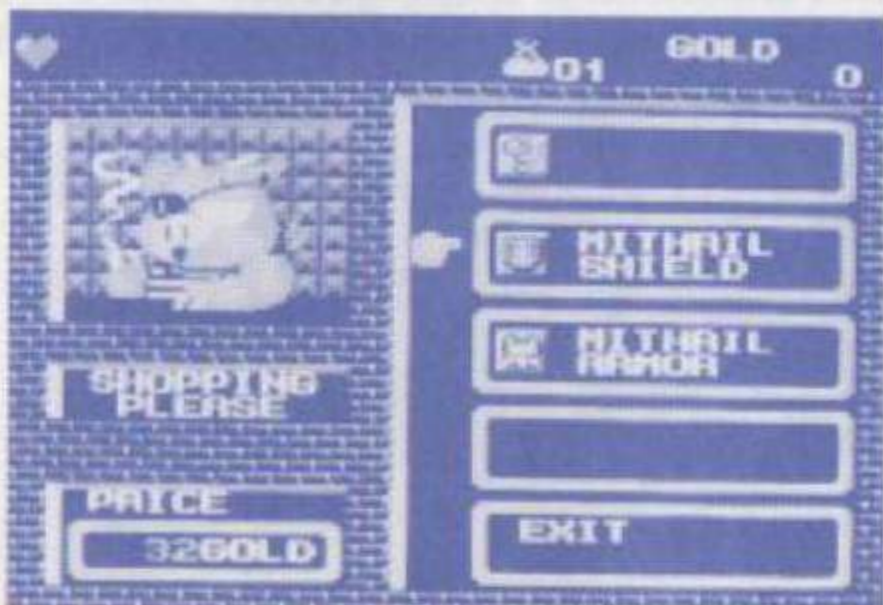 01
GOLD
0
MITHRIL
SHIELD
MITHRIL
ARMOR
SHOPPING
PLEASE
PRICE
32GOLD
EXIT